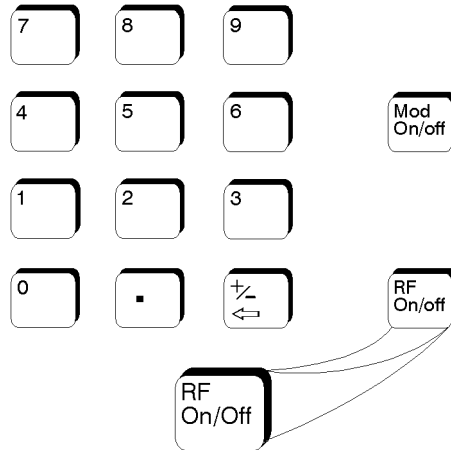 7 8 9
4 5 6 Mod
On/off
1 2 3
0 . +/- RF
⇦ On/off
RF
On/Off